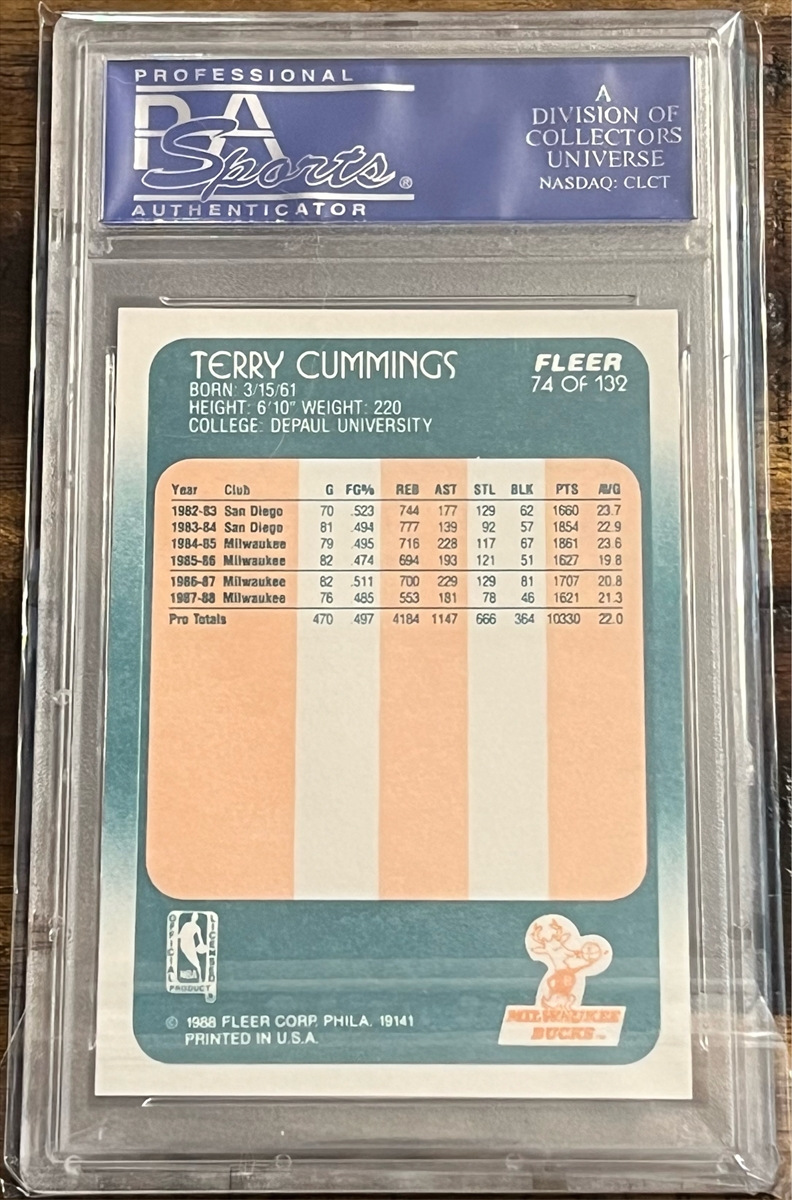 PROFESSIONAL
PSA
Sports ®
AUTHENTICATOR
A
DIVISION OF
COLLECTORS
UNIVERSE
NASDAQ: CLCT
TERRY CUMMINGS
BORN: 3/15/61
HEIGHT: 6'10" WEIGHT: 220
COLLEGE: DEPAUL UNIVERSITY
FLEER
74 OF 132
Year Club G FG% REB AST STL BLK PTS AVG
1982-83 San Diego 70 .523 744 177 129 62 1660 23.7
1983-84 San Diego 81 .494 777 139 92 57 1854 22.9
1984-85 Milwaukee 79 .495 716 228 117 67 1861 23.6
1985-86 Milwaukee 82 .474 694 193 121 51 1627 19.8
1986-87 Milwaukee 82 .511 700 229 129 81 1707 20.8
1987-88 Milwaukee 76 .485 553 181 78 46 1621 21.3
Pro Totals 470 .497 4184 1147 666 364 10330 22.0
OFFICIAL LICENSED
NBA
PRODUCT ®
MILWAUKEE
BUCKS™
© 1988 FLEER CORP. PHILA. 19141
PRINTED IN U.S.A.